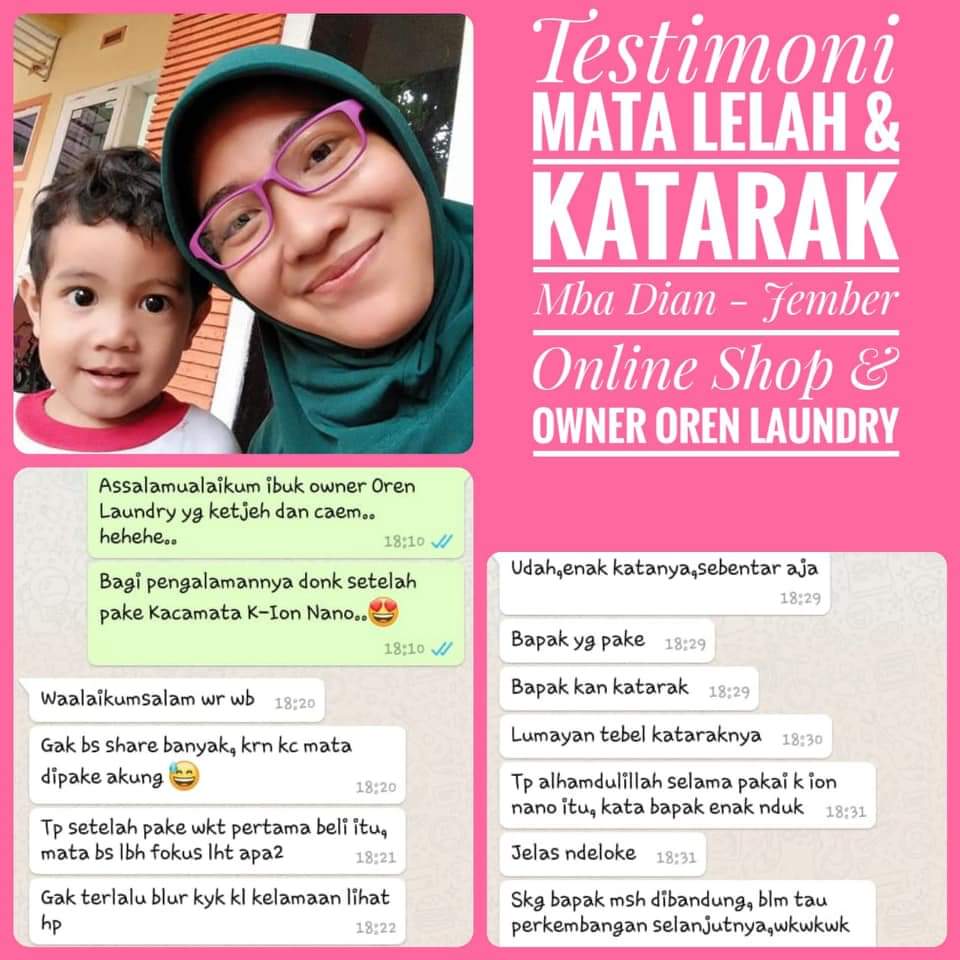 Testimoni
MATA LELAH &
KATARAK
Mba Dian - Jember
Online Shop &
OWNER OREN LAUNDRY
Assalamualaikum ibuk owner Oren
Laundry yg ketjeh dan caem..
hehehe..
18:10
Bagi pengalamannya donk setelah
pake Kacamata K-Ion Nano..😍
18:10
Waalaikumsalam wr wb 18:20
Gak bs share banyak, krn kc mata
dipake akung 😅
18:20
Tp setelah pake wkt pertama beli itu,
mata bs lbh fokus lht apa2
18:21
Gak terlalu blur kyk kl kelamaan lihat
hp
18:22
Udah,enak katanya,sebentar aja
18:29
Bapak yg pake 18:29
Bapak kan katarak 18:29
Lumayan tebel kataraknya 18:30
Tp alhamdulillah selama pakai k ion
nano itu, kata bapak enak nduk 18:31
Jelas ndeloke 18:31
Skg bapak msh dibandung, blm tau
perkembangan selanjutnya,wkwkwk